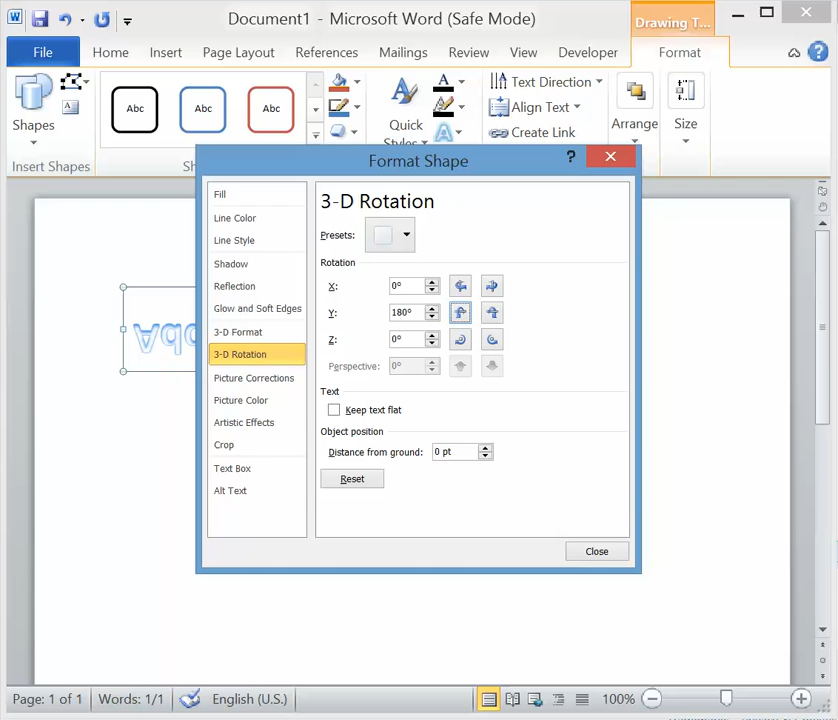 Document1 - Microsoft Word (Safe Mode)
Drawing T...
File Home Insert Page Layout References Mailings Review View Developer Format
Shapes
Abc Abc Abc
Quick
Styles
A
Text Direction
Align Text
Create Link
Arrange
Size
Insert Shapes
Format Shape
Fill
Line Color
Line Style
Shadow
Reflection
Glow and Soft Edges
3-D Format
3-D Rotation
Picture Corrections
Picture Color
Artistic Effects
Crop
Text Box
Alt Text
3-D Rotation
Presets:
Rotation
X: 0°
Y: 180°
Z: 0°
Perspective: 0°
Text
Keep text flat
Object position
Distance from ground: 0 pt
Reset
Close
Page: 1 of 1 Words: 1/1 English (U.S.) 100%